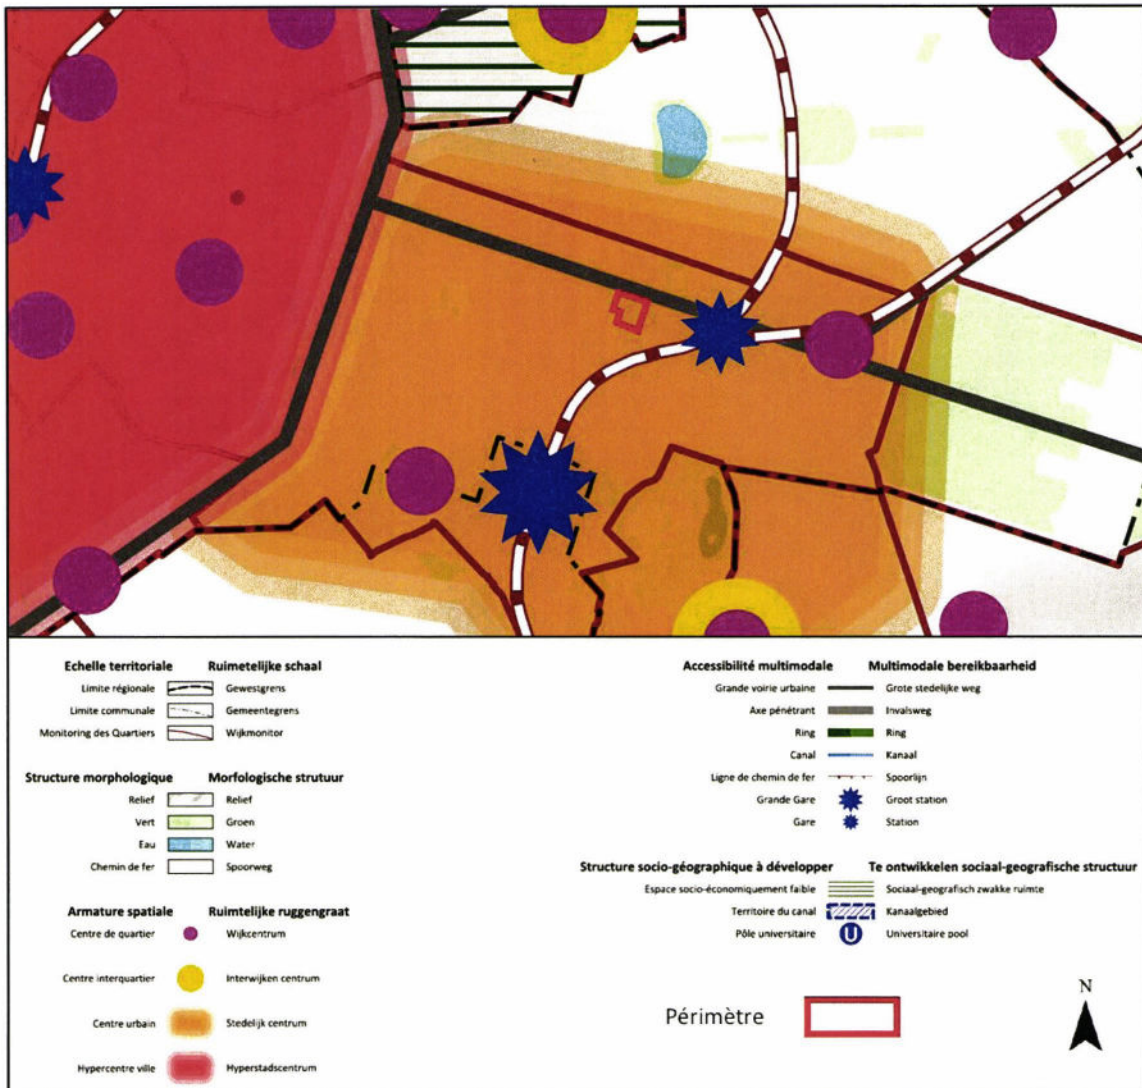 Echelle territoriale Ruimetelijke schaal
Limite régionale Gewestgrens
Limite communale Gemeentegrens
Monitoring des Quartiers Wijkmonitor
Structure morphologique Morfologische strutuur
Relief Relief
Vert Groen
Eau Water
Chemin de fer Spoorweg
Armature spatiale Ruimtelijke ruggengraat
Centre de quartier Wijkcentrum
Centre interquartier Interwijken centrum
Centre urbain Stedelijk centrum
Hypercentre ville Hyperstadscentrum
Accessibilité multimodale Multimodale bereikbaarheid
Grande voirie urbaine Grote stedelijke weg
Axe pénétrant Invalsweg
Ring Ring
Canal Kanaal
Ligne de chemin de fer Spoorlijn
Grande Gare Groot station
Gare Station
Structure socio-géographique à développer Te ontwikkelen sociaal-geografische structuur
Espace socio-économiquement faible Sociaal-geografisch zwakke ruimte
Territoire du canal Kanaalgebied
Pôle universitaire U Universitaire pool
Périmètre
N